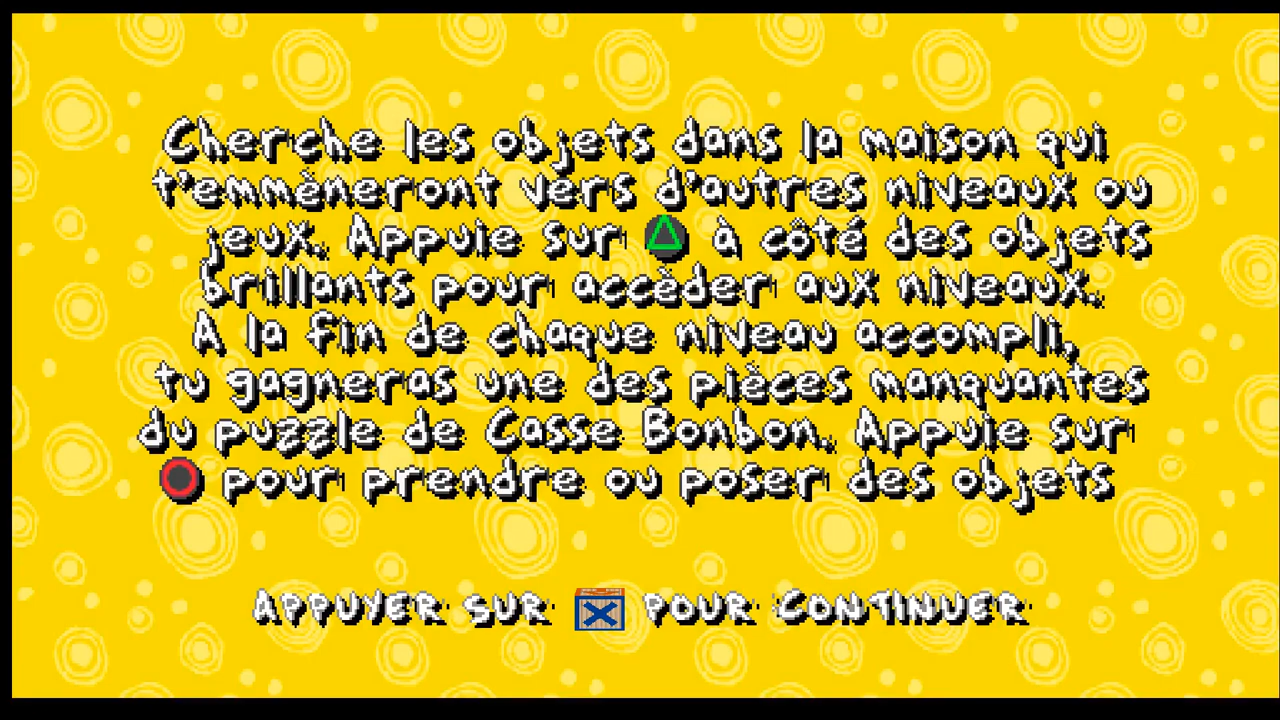 Cherche les objets dans la maison qui
t'emmèneront vers d'autres niveaux ou
jeux. Appuie sur à côté des objets
brillants pour accèder aux niveaux.
A la fin de chaque niveau accompli,
tu gagneras une des pièces manquantes
du puzzle de Casse Bonbon. Appuie sur
pour prendre ou poser des objets
APPUYER SUR POUR CONTINUER